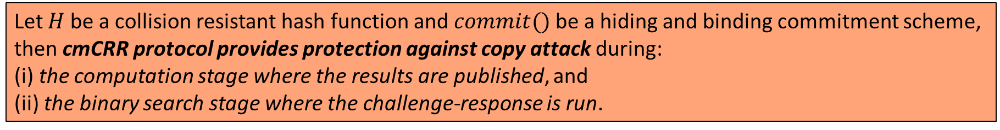 Let H be a collision resistant hash function and commit() be a hiding and binding commitment scheme,
then cmCRR protocol provides protection against copy attack during:
(i) the computation stage where the results are published, and
(ii) the binary search stage where the challenge-response is run.